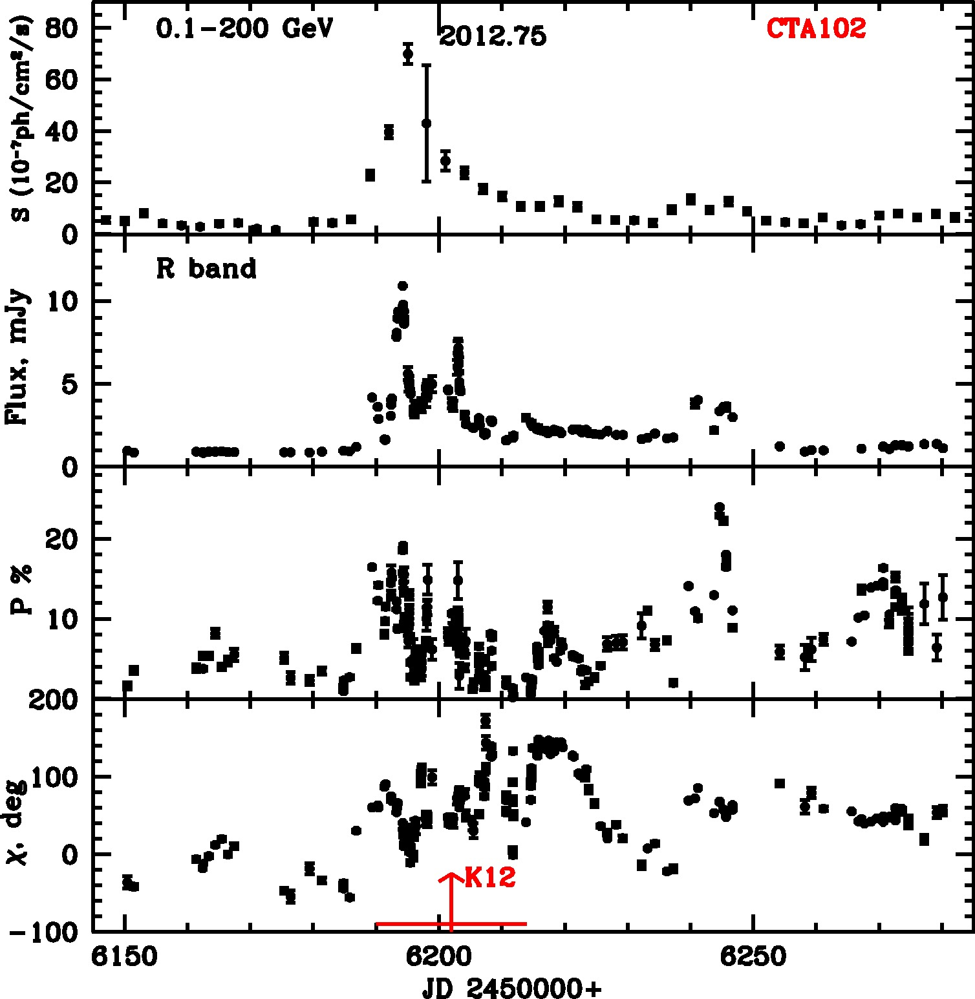 0.1-200 GeV
2012.75
CTA102
S (10⁻⁷ph/cm²/s)
80
60
40
20
0
R band
Flux, mJy
10
5
0
P %
20
10
200
χ, deg
100
0
-100
K12
6150
6200
6250
JD 2450000+